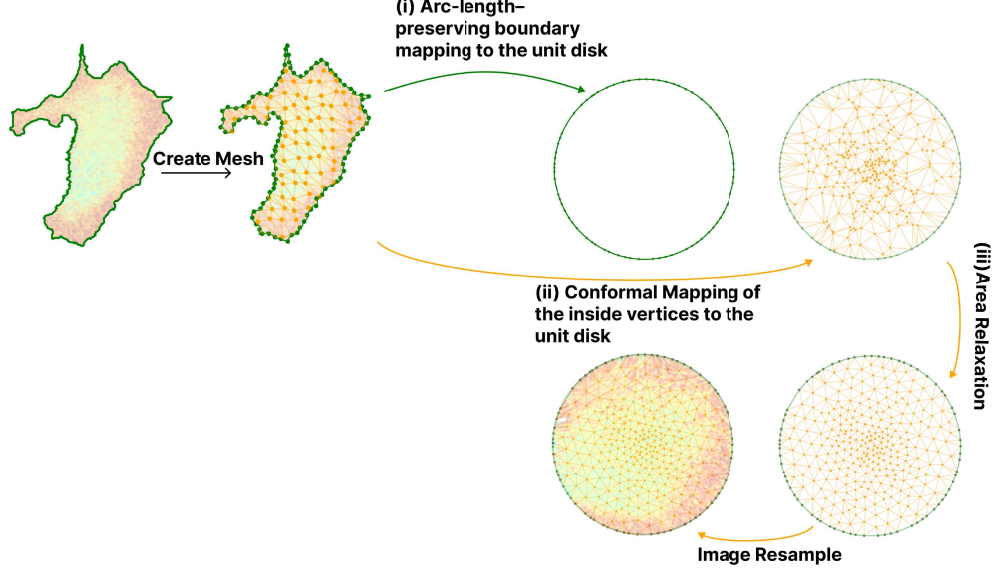 (i) Arc-length–
preserving boundary
mapping to the unit disk
Create Mesh
(ii) Conformal Mapping of
the inside vertices to the
unit disk
(iii)Area Relaxation
Image Resample